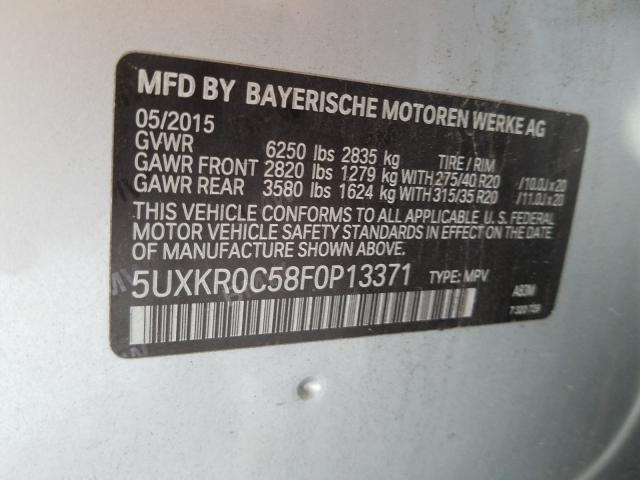 MFD BY BAYERISCHE MOTOREN WERKE AG
05/2015
GVWR 6250 lbs 2835 kg TIRE / RIM
GAWR FRONT 2820 lbs 1279 kg WITH 275/40 R20 /10.0J x 20
GAWR REAR 3580 lbs 1624 kg WITH 315/35 R20 /11.0J x 20
THIS VEHICLE CONFORMS TO ALL APPLICABLE U.S. FEDERAL
MOTOR VEHICLE SAFETY STANDARDS IN EFFECT ON THE DATE
OF MANUFACTURE SHOWN ABOVE.
5UXKR0C58F0P13371 TYPE: MPV